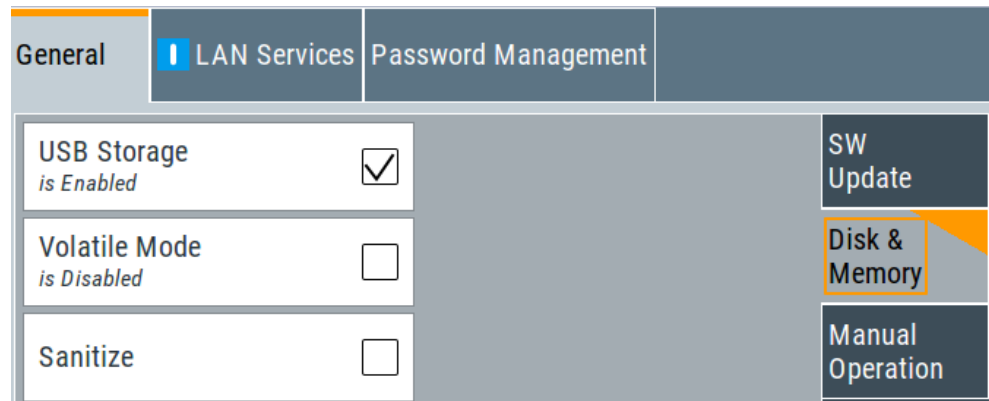 General
LAN Services
Password Management
USB Storage
is Enabled
Volatile Mode
is Disabled
Sanitize
SW
Update
Disk &
Memory
Manual
Operation